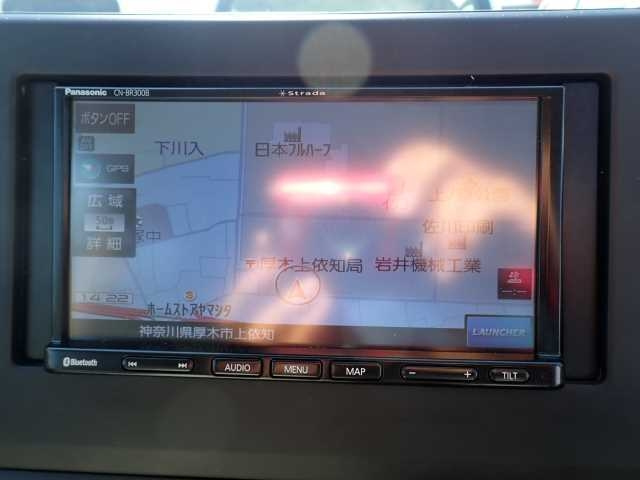 Panasonic CN-BR300B
Strada
ボタンOFF
下川入
日本フルハーフ
GPS
広域
50m
詳細
佐川印刷
〒厚木上依知局
岩井機械工業
14:22
S
ホームストアヤマシタ
神奈川県厚木市上依知
LAUNCHER
Bluetooth
AUDIO
MENU
MAP
− +
TILT